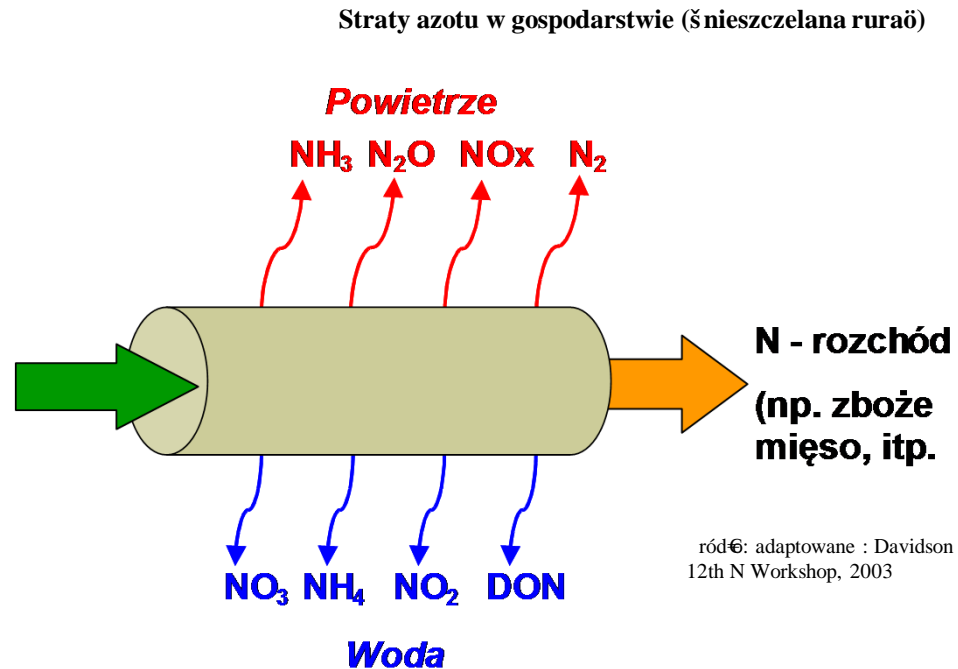 Straty azotu w gospodarstwie (š nieszczelana ruraö)
Powietrze
NH₃ N₂O NOx N₂
N - rozchód
(np. zboże
mięso, itp.
ród€: adaptowane : Davidson
12th N Workshop, 2003
NO₃ NH₄ NO₂ DON
Woda